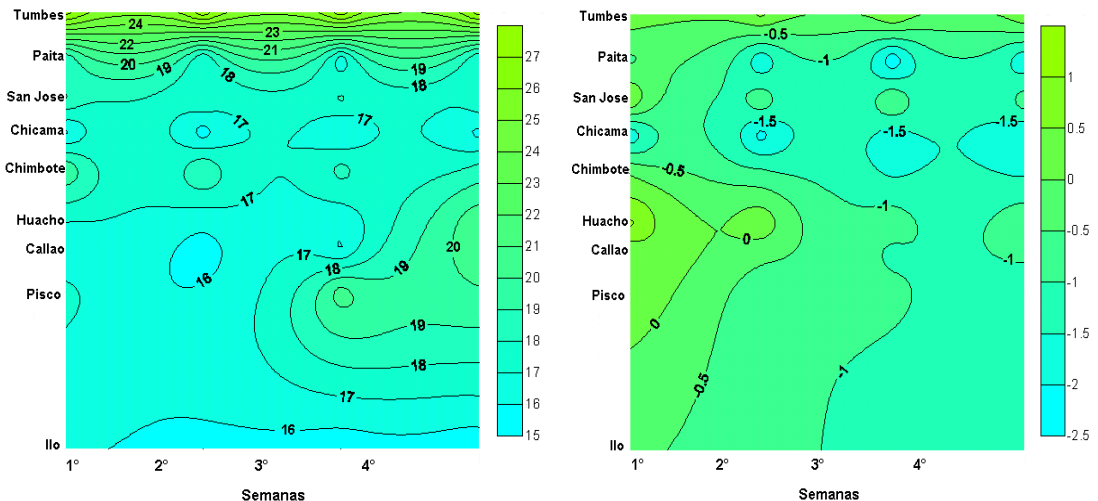 Tumbes
Paita
San Jose
Chicama
Chimbote
Huacho
Callao
Pisco
Ilo
24
23
22
21
20
19
18
19
18
17
17
17
16
17
18
19
20
19
18
17
16
1° 2° 3° 4°
Semanas
27
26
25
24
23
22
21
20
19
18
17
16
15
Tumbes
Paita
San Jose
Chicama
Chimbote
Huacho
Callao
Pisco
Ilo
-0.5
-1
-1.5
-1.5
-1.5
-0.5
-1
0
-1
0
-0.5
-1
1° 2° 3° 4°
Semanas
1
0.5
0
-0.5
-1
-1.5
-2
-2.5